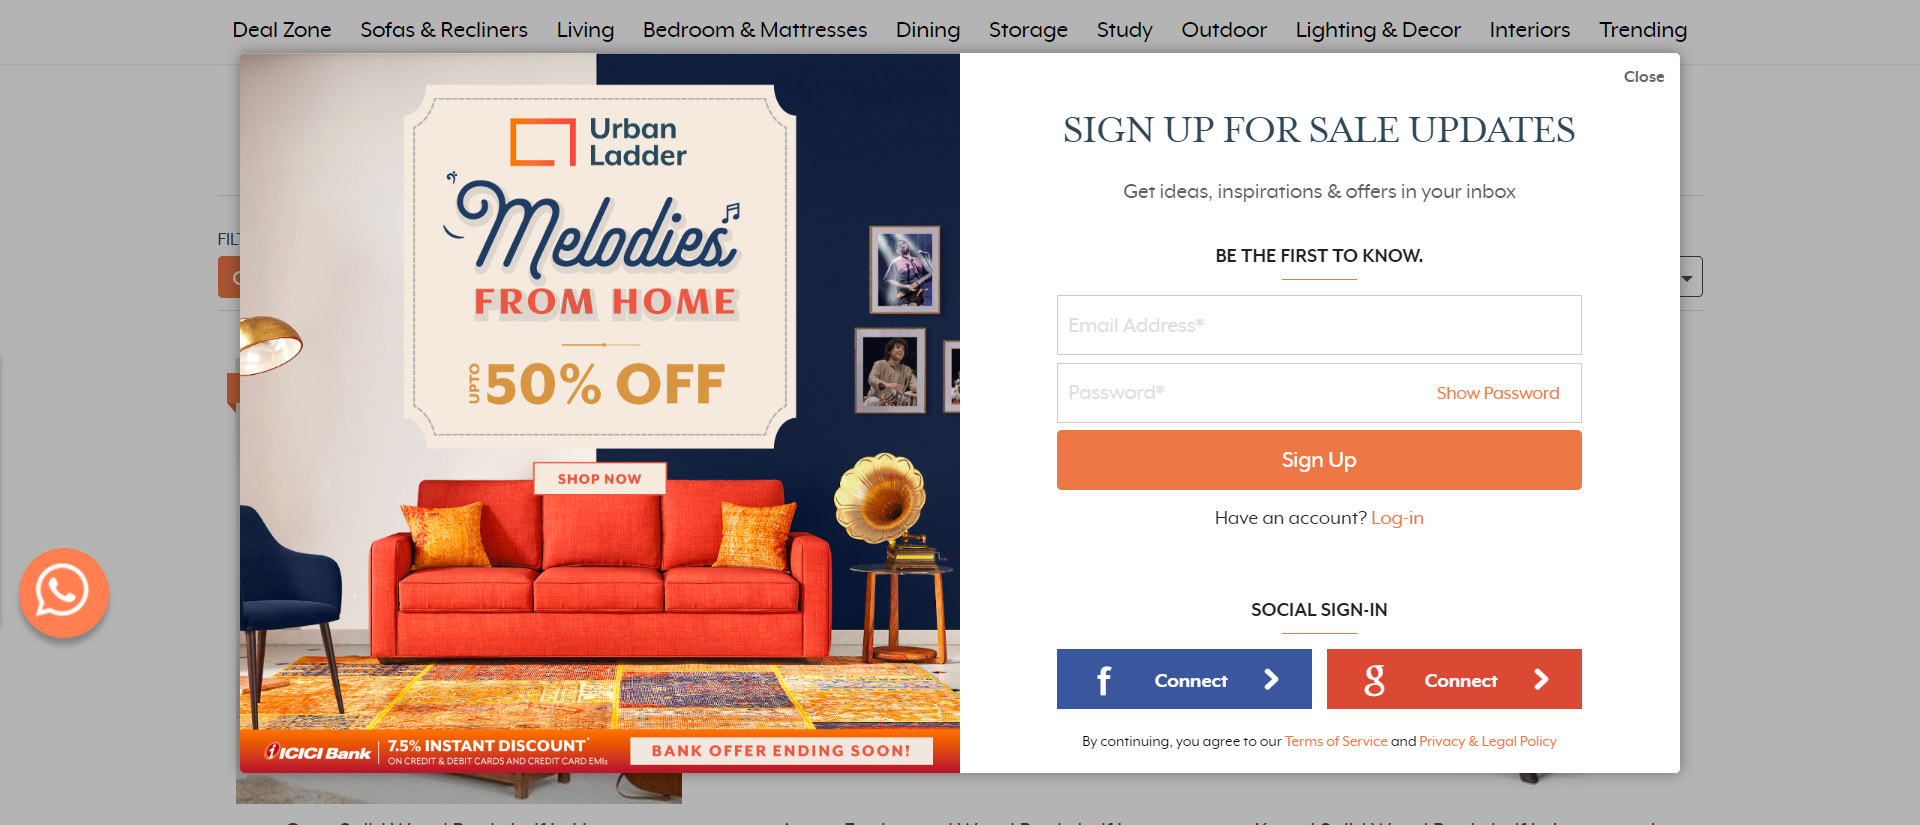 Deal Zone Sofas & Recliners Living Bedroom & Mattresses Dining Storage Study Outdoor Lighting & Decor Interiors Trending
Close
Urban
Ladder
Melodies
FROM HOME
UPTO 50% OFF
SHOP NOW
ICICI Bank
7.5% INSTANT DISCOUNT*
ON CREDIT & DEBIT CARDS AND CREDIT CARD EMIs
BANK OFFER ENDING SOON!
SIGN UP FOR SALE UPDATES
Get ideas, inspirations & offers in your inbox
BE THE FIRST TO KNOW.
Email Address*
Password* Show Password
Sign Up
Have an account? Log-in
SOCIAL SIGN-IN
f Connect
g Connect
By continuing, you agree to our Terms of Service and Privacy & Legal Policy